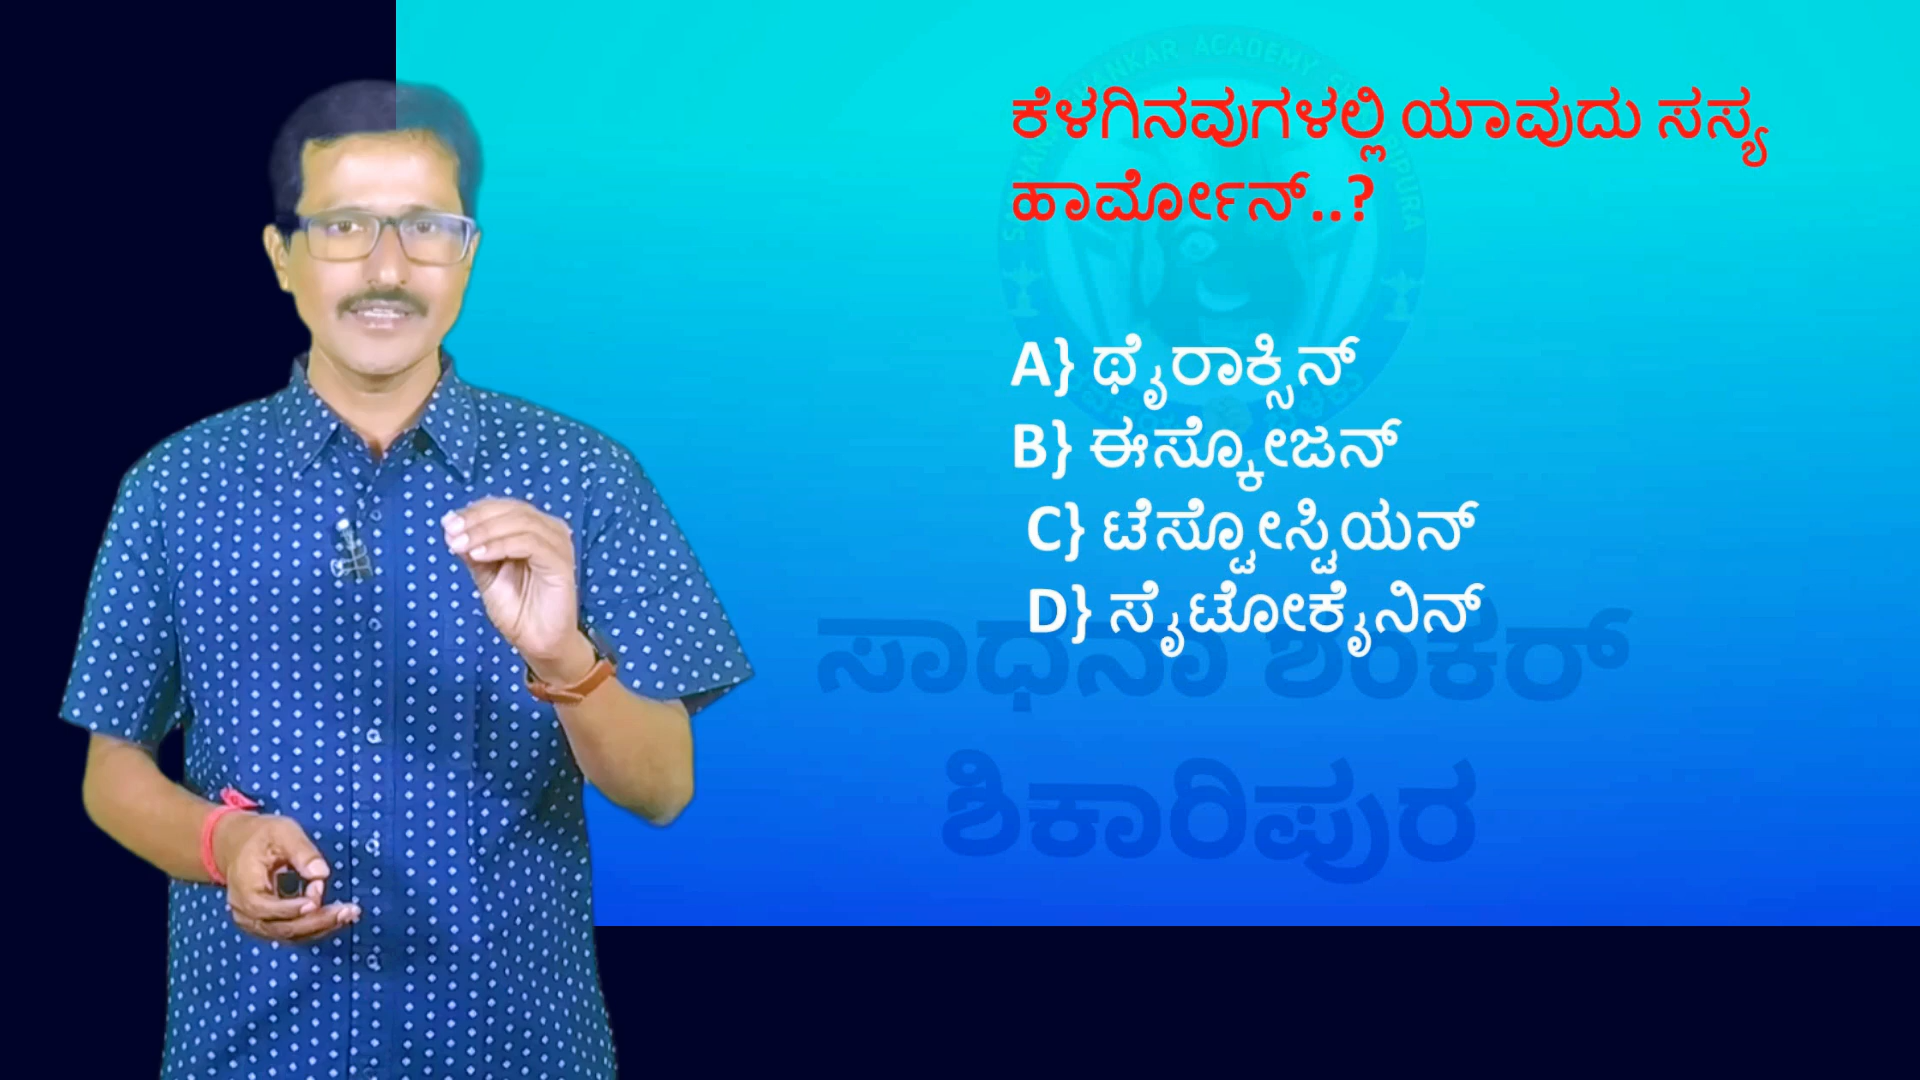 ಕೆಳಗಿನವುಗಳಲ್ಲಿ ಯಾವುದು ಸಸ್ಯ
ಹಾರ್ಮೋನ್..?
A} ಥೈರಾಕ್ಸಿನ್
B} ಈಸ್ಕೋಜನ್
C} ಟೆಸ್ಟೋಸ್ಟಿಯನ್
D} ಸೈಟೋಕೈನಿನ್
ಸಾಧನಾ ಶಂಕರ್
ಶಿಕಾರಿಪುರ